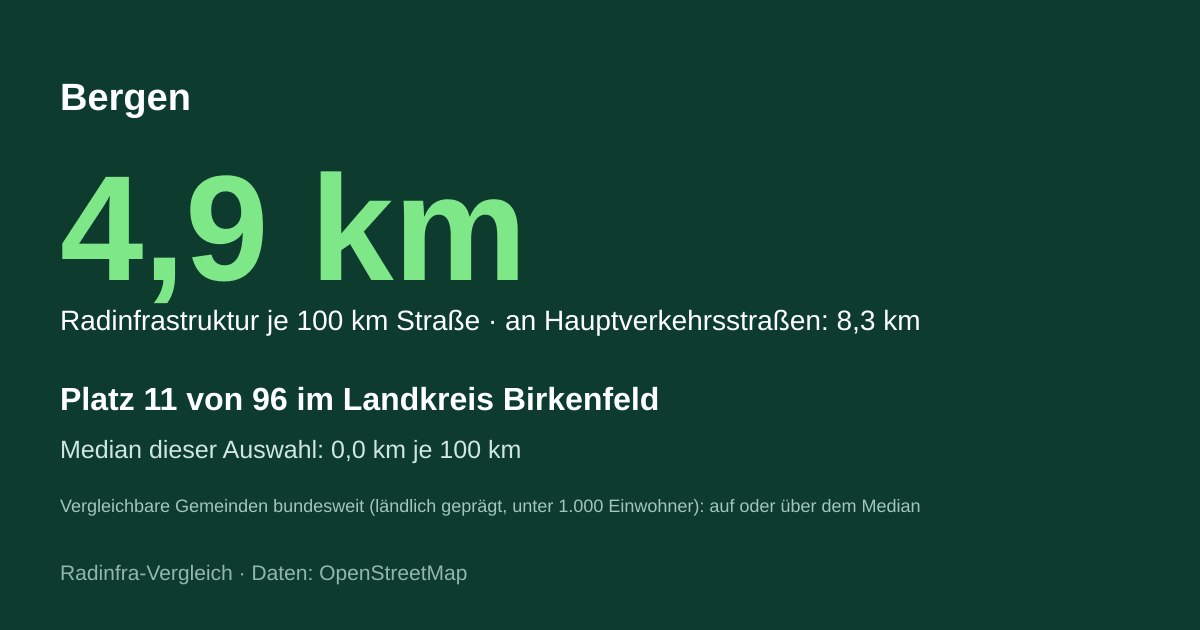 Bergen
4,9 km
Radinfrastruktur je 100 km Straße · an Hauptverkehrsstraßen: 8,3 km
Platz 11 von 96 im Landkreis Birkenfeld
Median dieser Auswahl: 0,0 km je 100 km
Vergleichbare Gemeinden bundesweit (ländlich geprägt, unter 1.000 Einwohner): auf oder über dem Median
Radinfra-Vergleich · Daten: OpenStreetMap